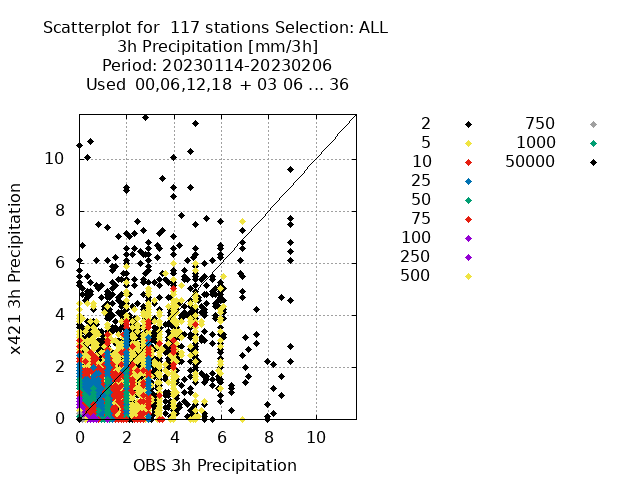 Scatterplot for  117 stations Selection: ALL
3h Precipitation [mm/3h]
Period: 20230114-20230206
Used  00,06,12,18  + 03 06 ... 36
2
5
10
25
50
75
100
250
500
750
1000
50000
x421 3h Precipitation
10
8
6
4
2
0
0 2 4 6 8 10
OBS 3h Precipitation